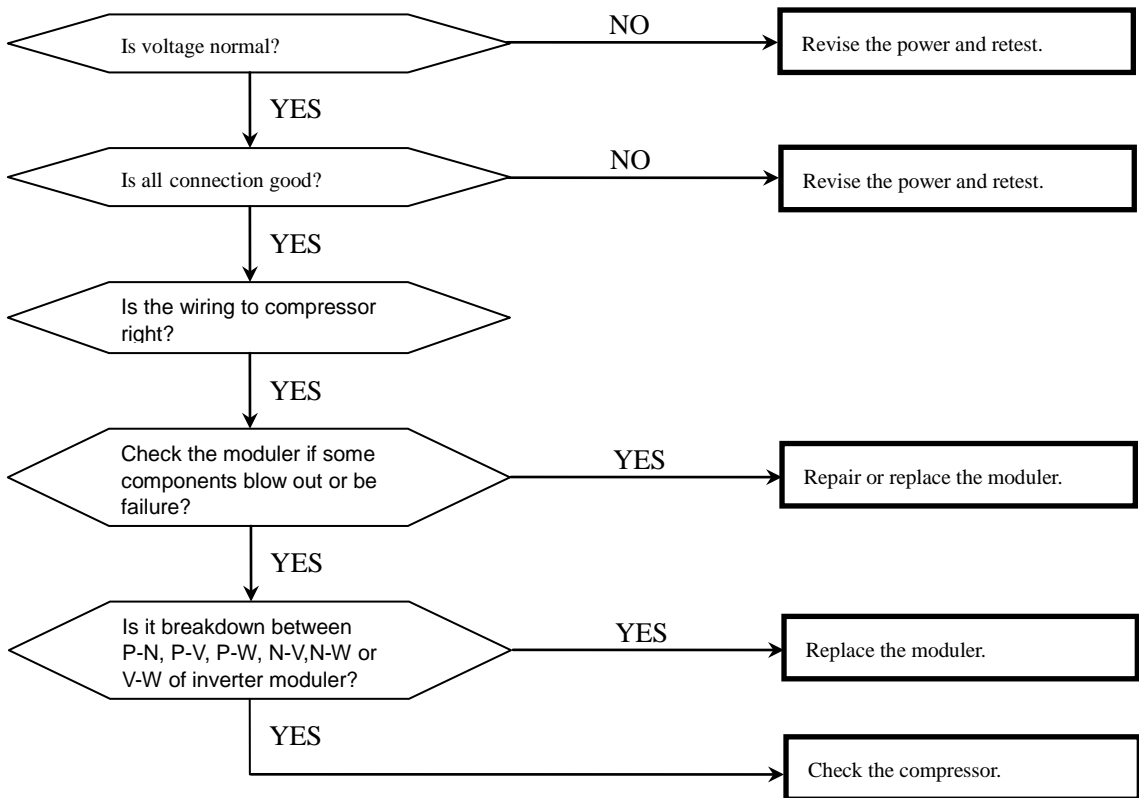 Is voltage normal?
NO
Revise the power and retest.
YES
Is all connection good?
NO
Revise the power and retest.
YES
Is the wiring to compressor
right?
YES
Check the moduler if some
components blow out or be
failure?
YES
Repair or replace the moduler.
YES
Is it breakdown between
P-N, P-V, P-W, N-V,N-W or
V-W of inverter moduler?
YES
Replace the moduler.
YES
Check the compressor.